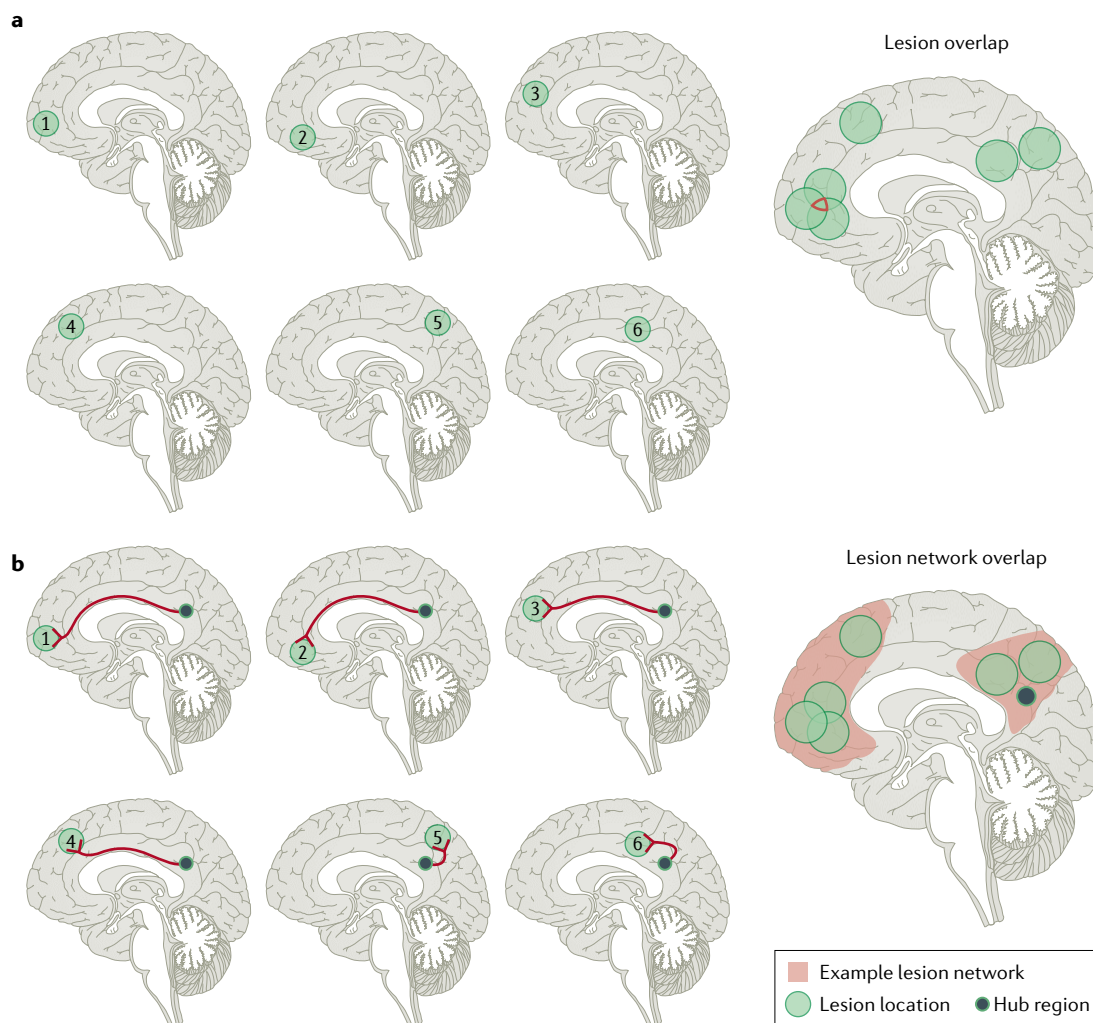 a
Lesion overlap
1
2
3
4
5
6
b
Lesion network overlap
1
2
3
4
5
6
Example lesion network
Lesion location
Hub region